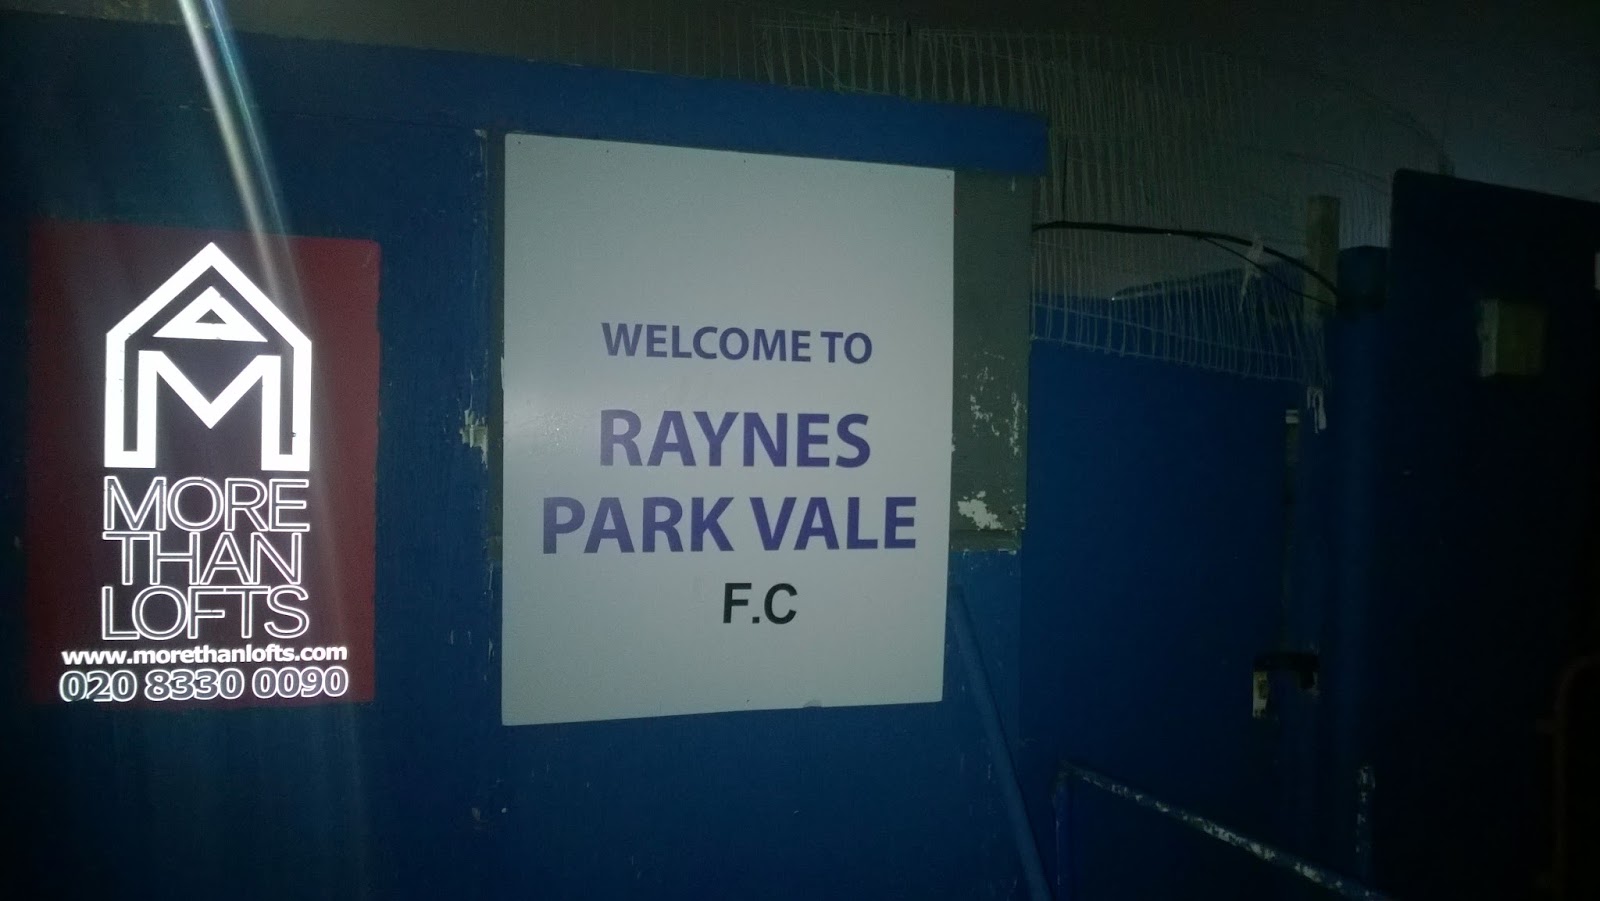 MORE
THAN
LOFTS
www.morethanlofts.com
020 8330 0090
WELCOME TO
RAYNES
PARK VALE
F.C